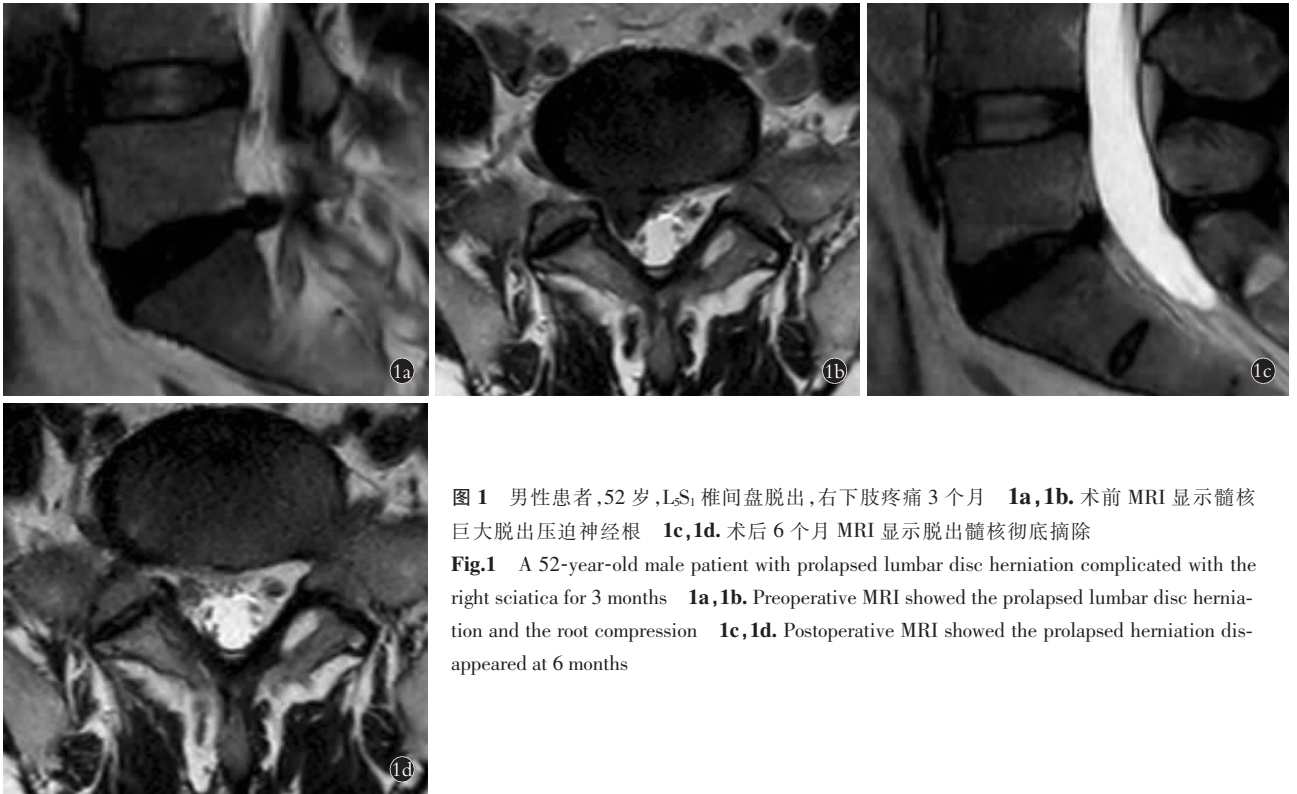 1a
1b
1c
1d
图 1 男性患者,52 岁,L₅S₁ 椎间盘脱出,右下肢疼痛 3 个月 1a,1b. 术前 MRI 显示髓核
巨大脱出压迫神经根 1c,1d. 术后 6 个月 MRI 显示脱出髓核彻底摘除
Fig.1 A 52-year-old male patient with prolapsed lumbar disc herniation complicated with the
right sciatica for 3 months 1a,1b. Preoperative MRI showed the prolapsed lumbar disc hernia-
tion and the root compression 1c,1d. Postoperative MRI showed the prolapsed herniation dis-
appeared at 6 months